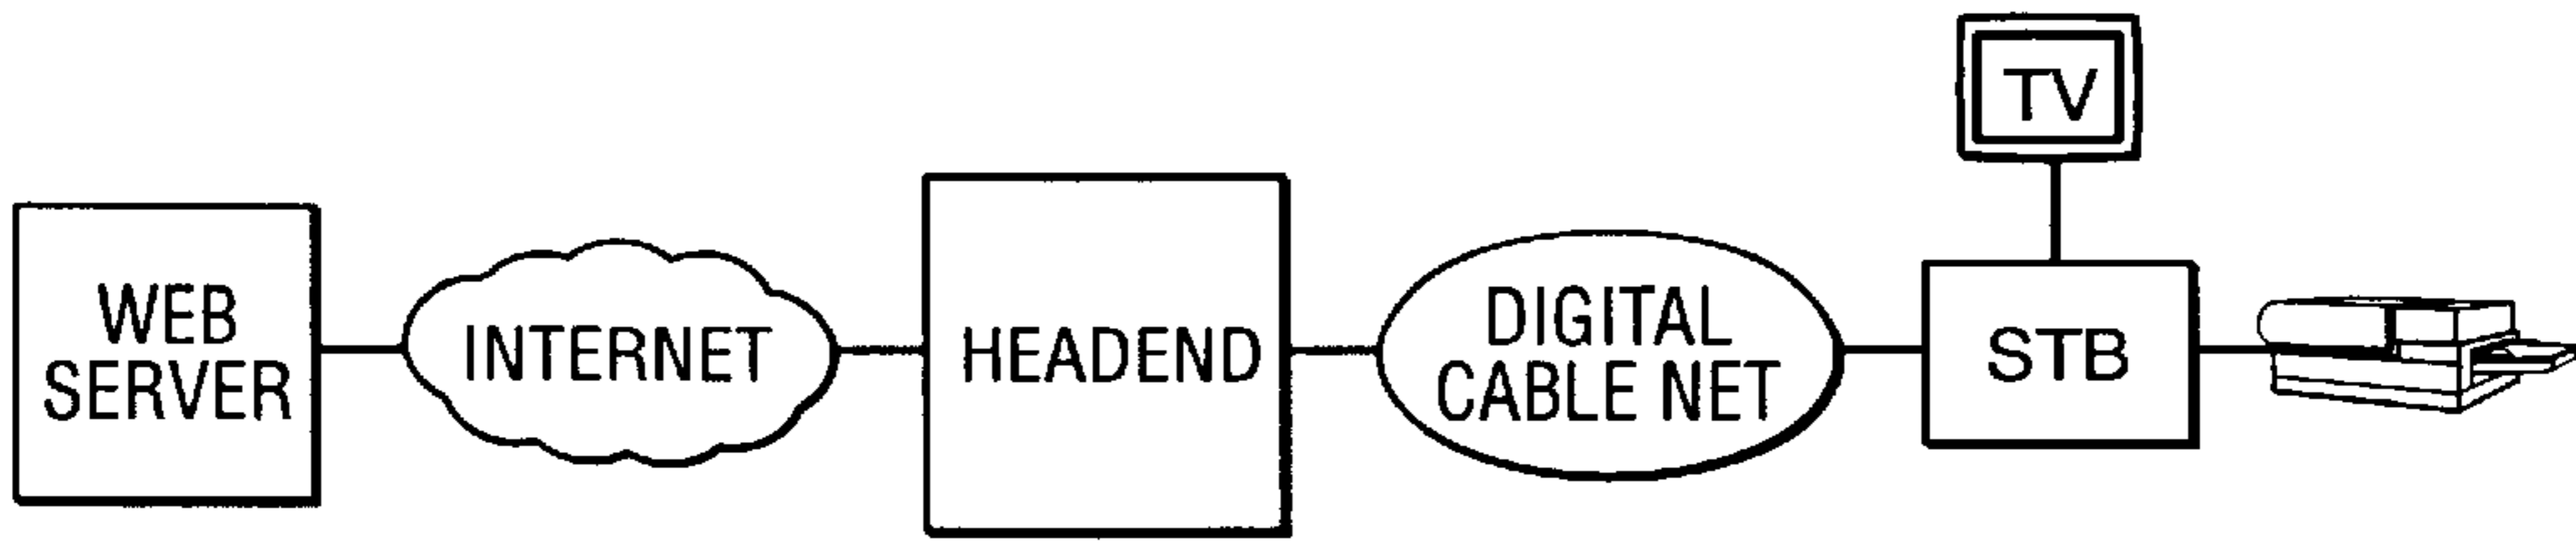 WEB
SERVER
INTERNET
HEADEND
DIGITAL
CABLE NET
TV
STB